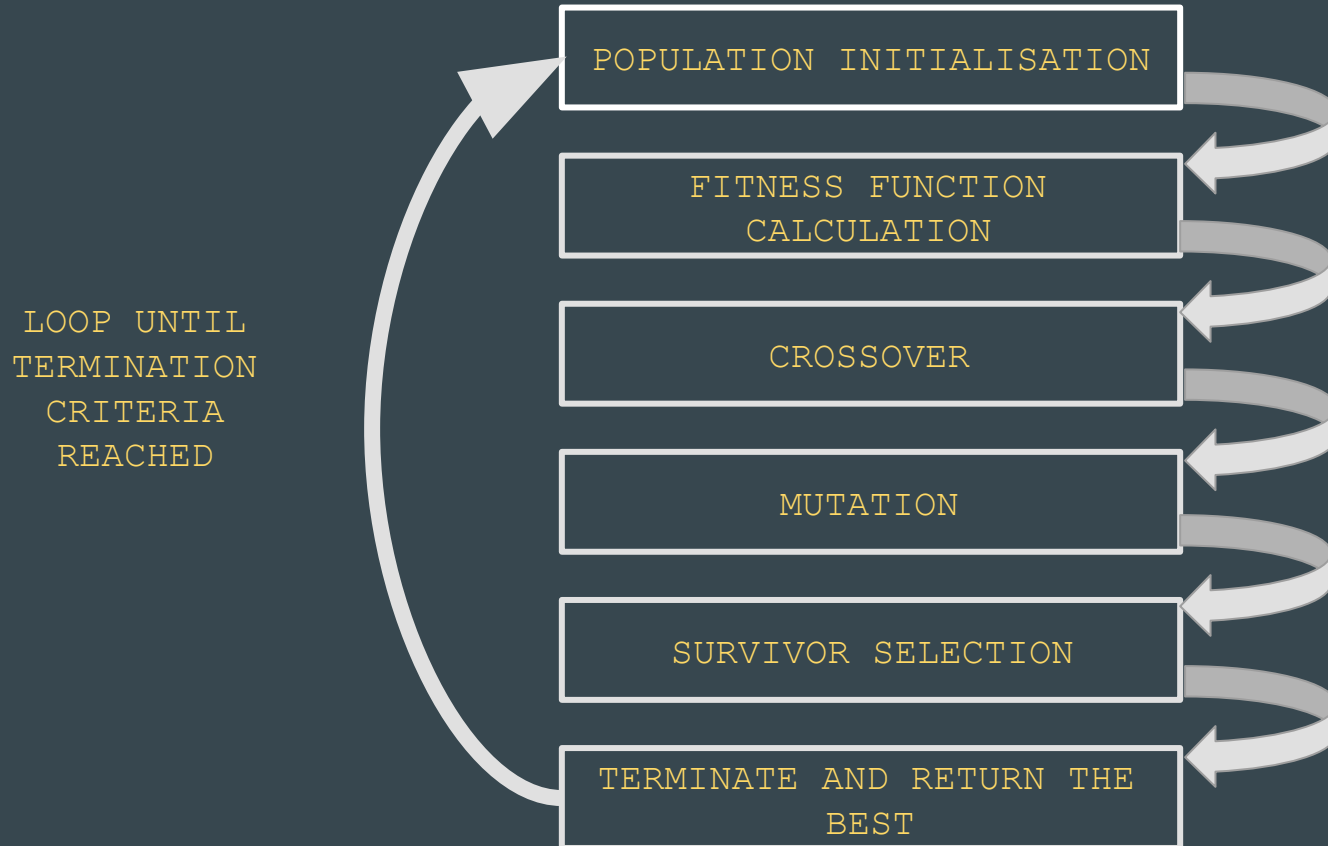 POPULATION INITIALISATION
FITNESS FUNCTION
CALCULATION
LOOP UNTIL
TERMINATION
CRITERIA
REACHED
CROSSOVER
MUTATION
SURVIVOR SELECTION
TERMINATE AND RETURN THE
BEST